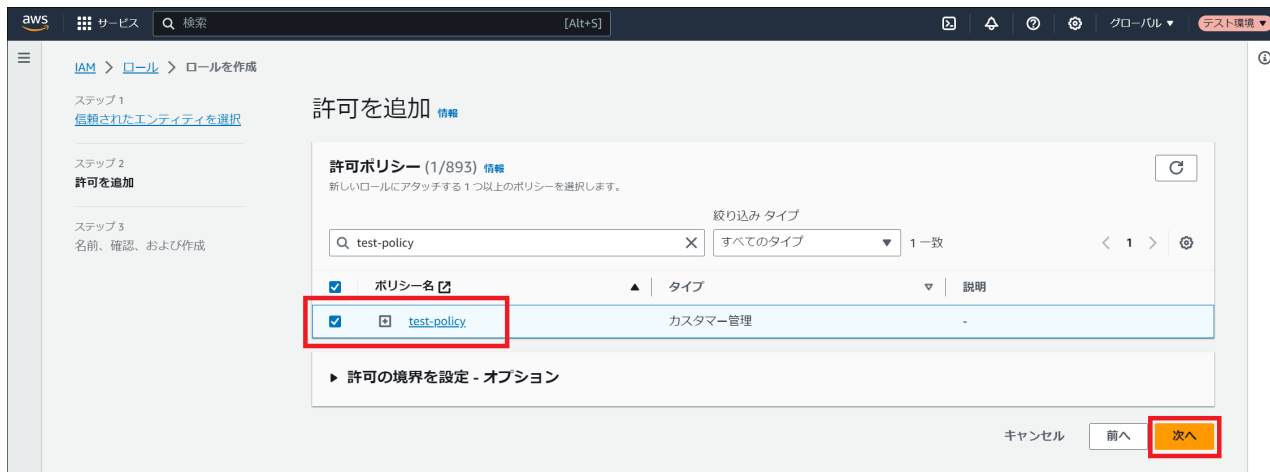 aws サービス 検索 [Alt+S] グローバル ▼ テスト環境 ▼
IAM > ロール > ロールを作成
ステップ 1
信頼されたエンティティを選択
ステップ 2
許可を追加
ステップ 3
名前、確認、および作成
許可を追加 情報
許可ポリシー (1/893) 情報
新しいロールにアタッチする 1 つ以上のポリシーを選択します。
絞り込み タイプ
test-policy すべてのタイプ 1 一致 1
ポリシー名 タイプ 説明
test-policy カスタマー管理 -
許可の境界を設定 - オプション
キャンセル 前へ 次へ